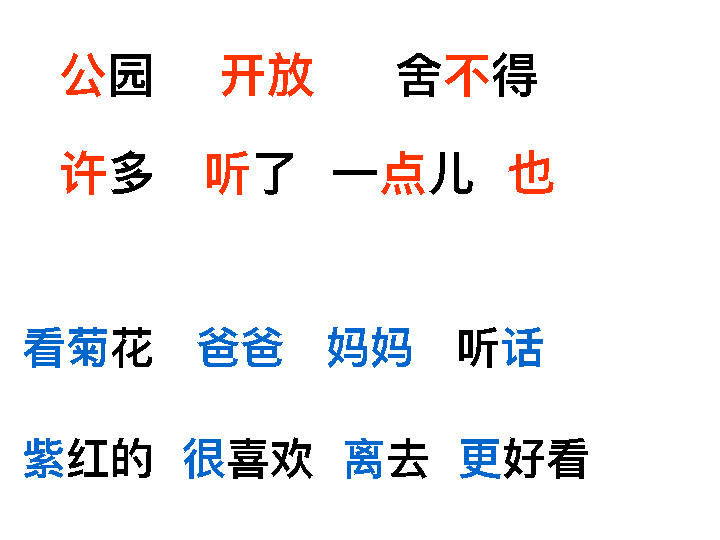 公园 开放 舍不得
许多 听了 一点儿 也
看菊花 爸爸 妈妈 听话
紫红的 很喜欢 离去 更好看